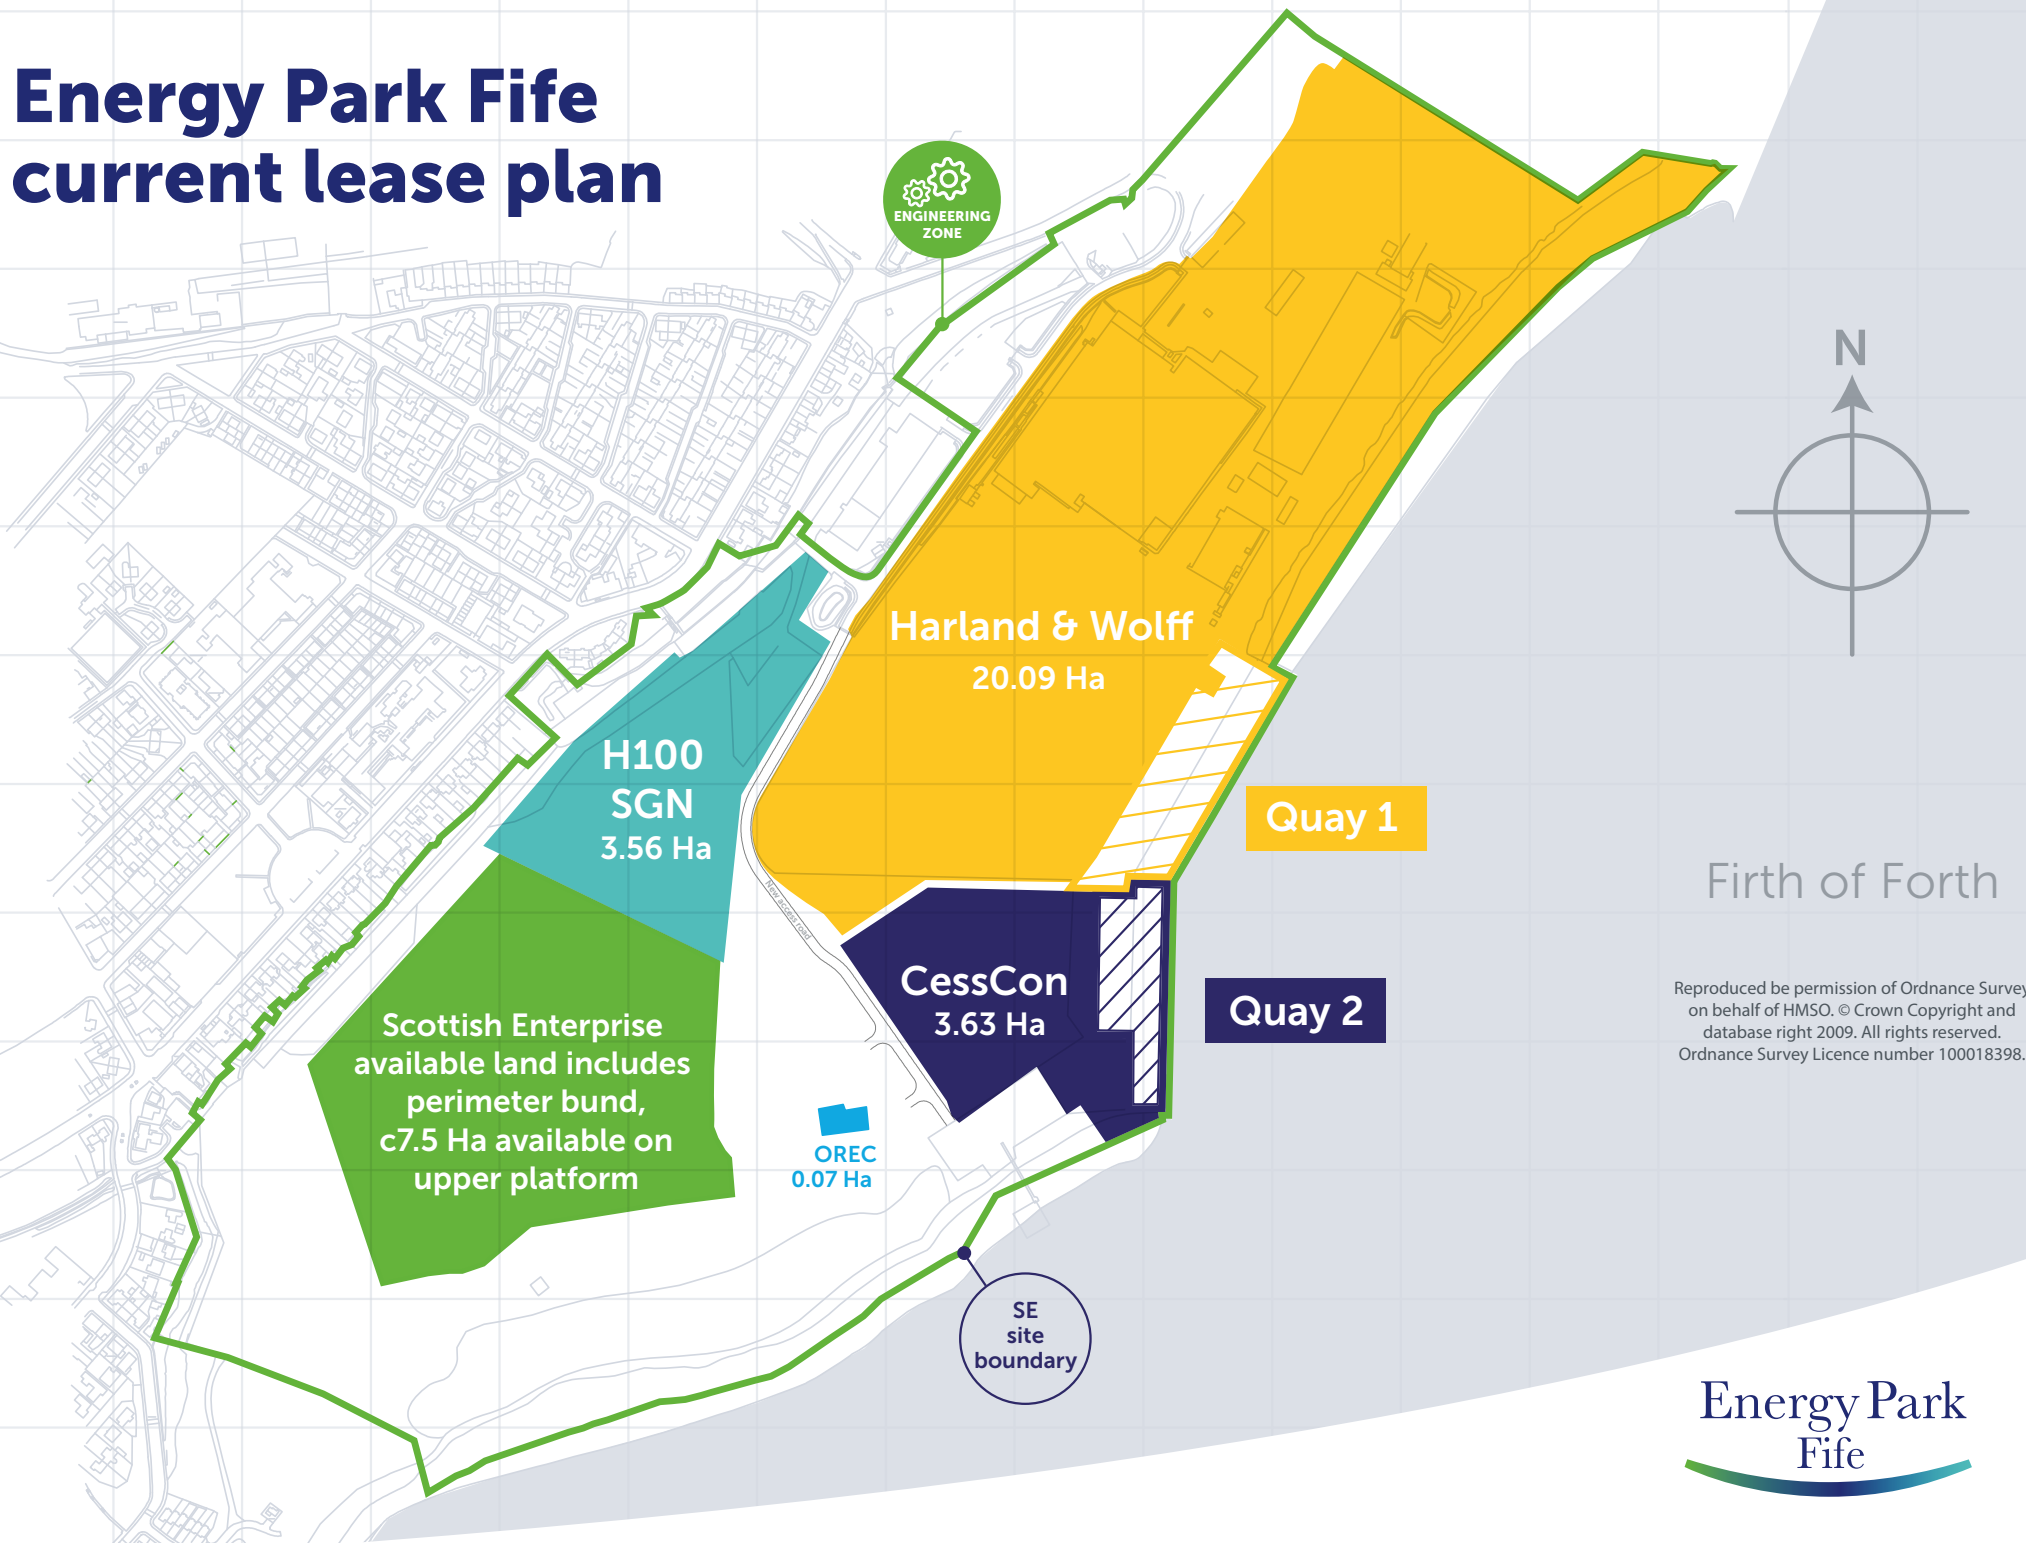 Energy Park Fife
current lease plan
ENGINEERING
ZONE
N
Harland & Wolff
20.09 Ha
H100
SGN
3.56 Ha
Quay 1
Firth of Forth
New access road
CessCon
3.63 Ha
Quay 2
Reproduced be permission of Ordnance Survey
on behalf of HMSO. © Crown Copyright and
database right 2009. All rights reserved.
Ordnance Survey Licence number 100018398.
Scottish Enterprise
available land includes
perimeter bund,
c7.5 Ha available on
upper platform
OREC
0.07 Ha
SE
site
boundary
Energy Park
Fife